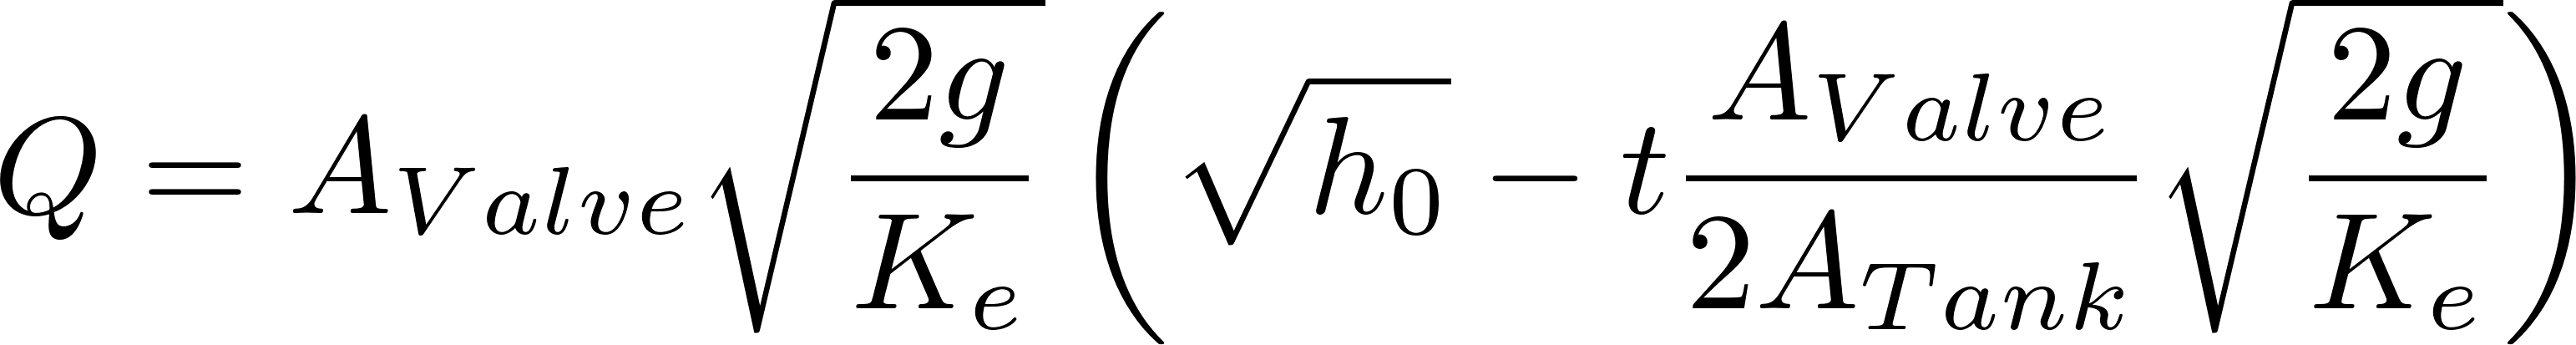 Q = A_{Valve} \sqrt{\frac{2g}{K_e}} \left( \sqrt{h_0} - t \frac{A_{Valve}}{2A_{Tank}} \sqrt{\frac{2g}{K_e}} \right)